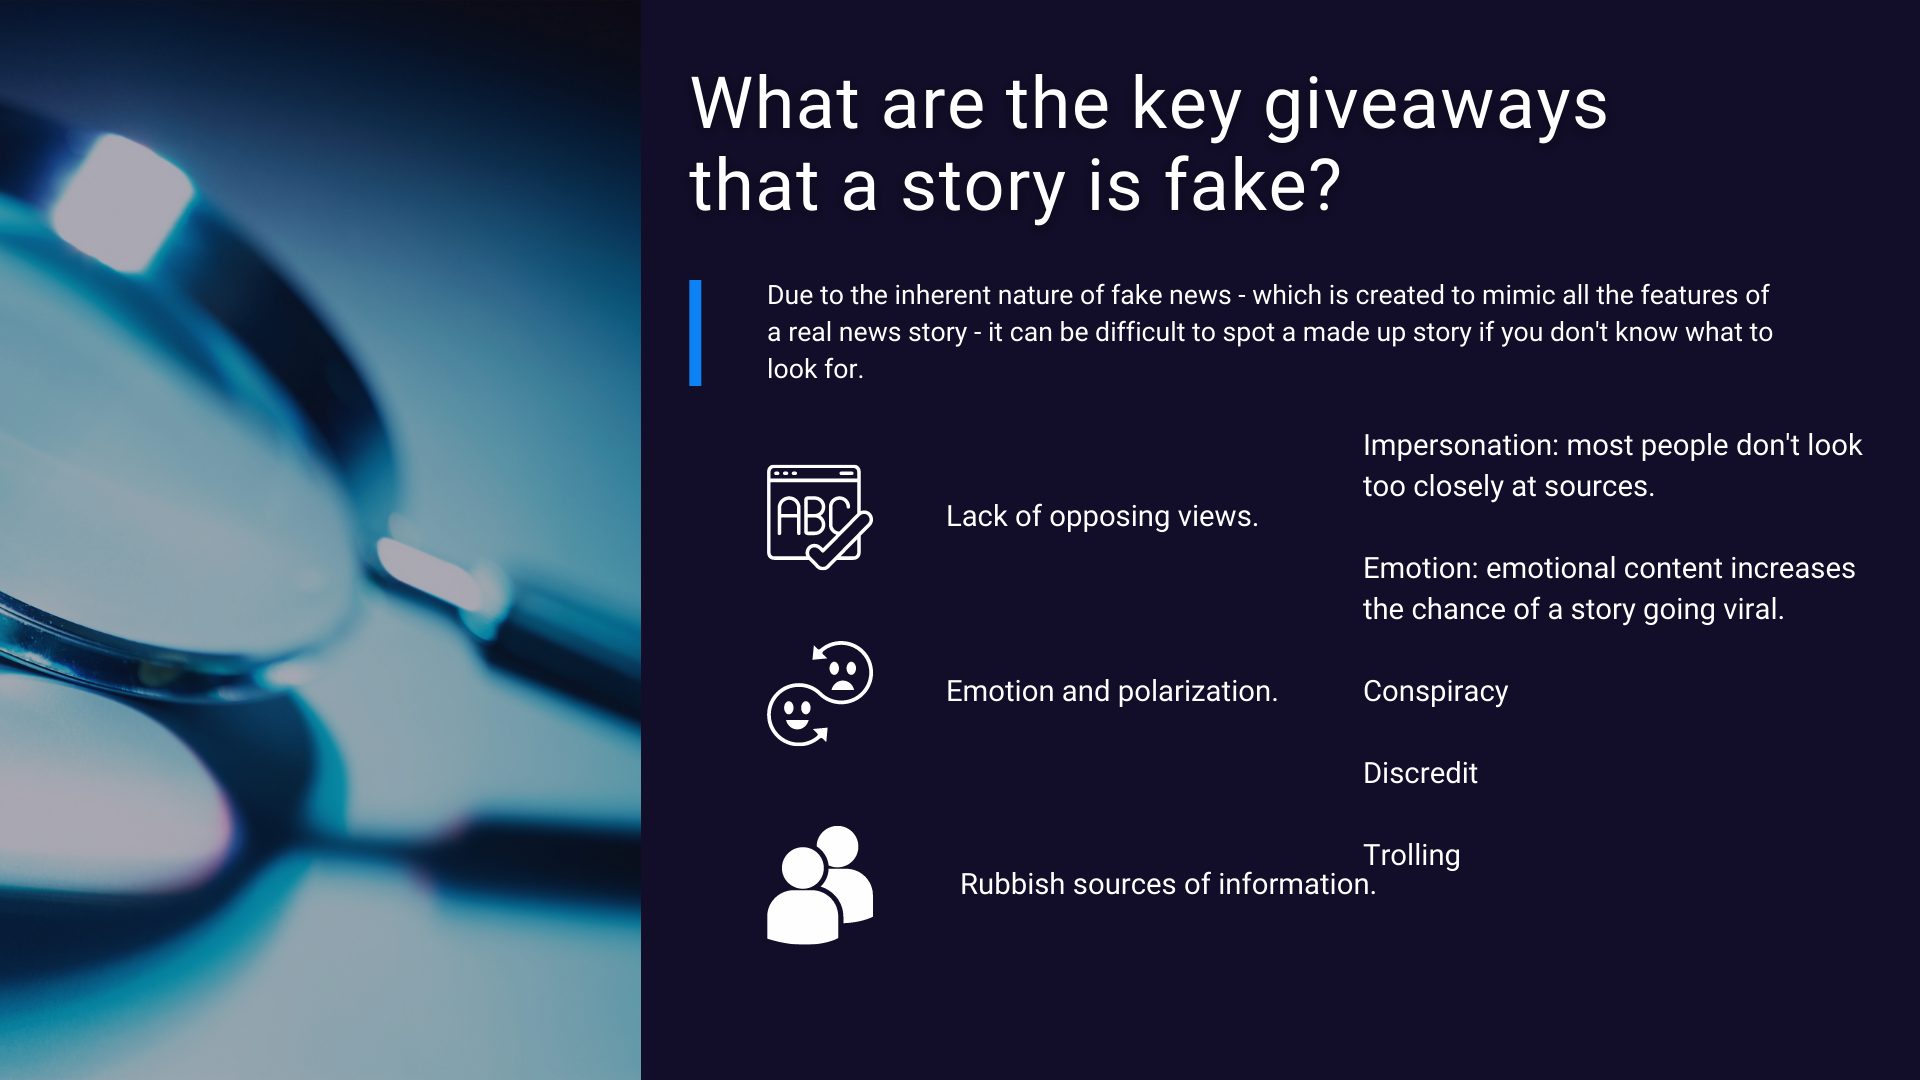 What are the key giveaways
that a story is fake?
Due to the inherent nature of fake news - which is created to mimic all the features of
a real news story - it can be difficult to spot a made up story if you don't know what to
look for.
ABC
Lack of opposing views.
Emotion and polarization.
Rubbish sources of information.
Impersonation: most people don't look
too closely at sources.
Emotion: emotional content increases
the chance of a story going viral.
Conspiracy
Discredit
Trolling